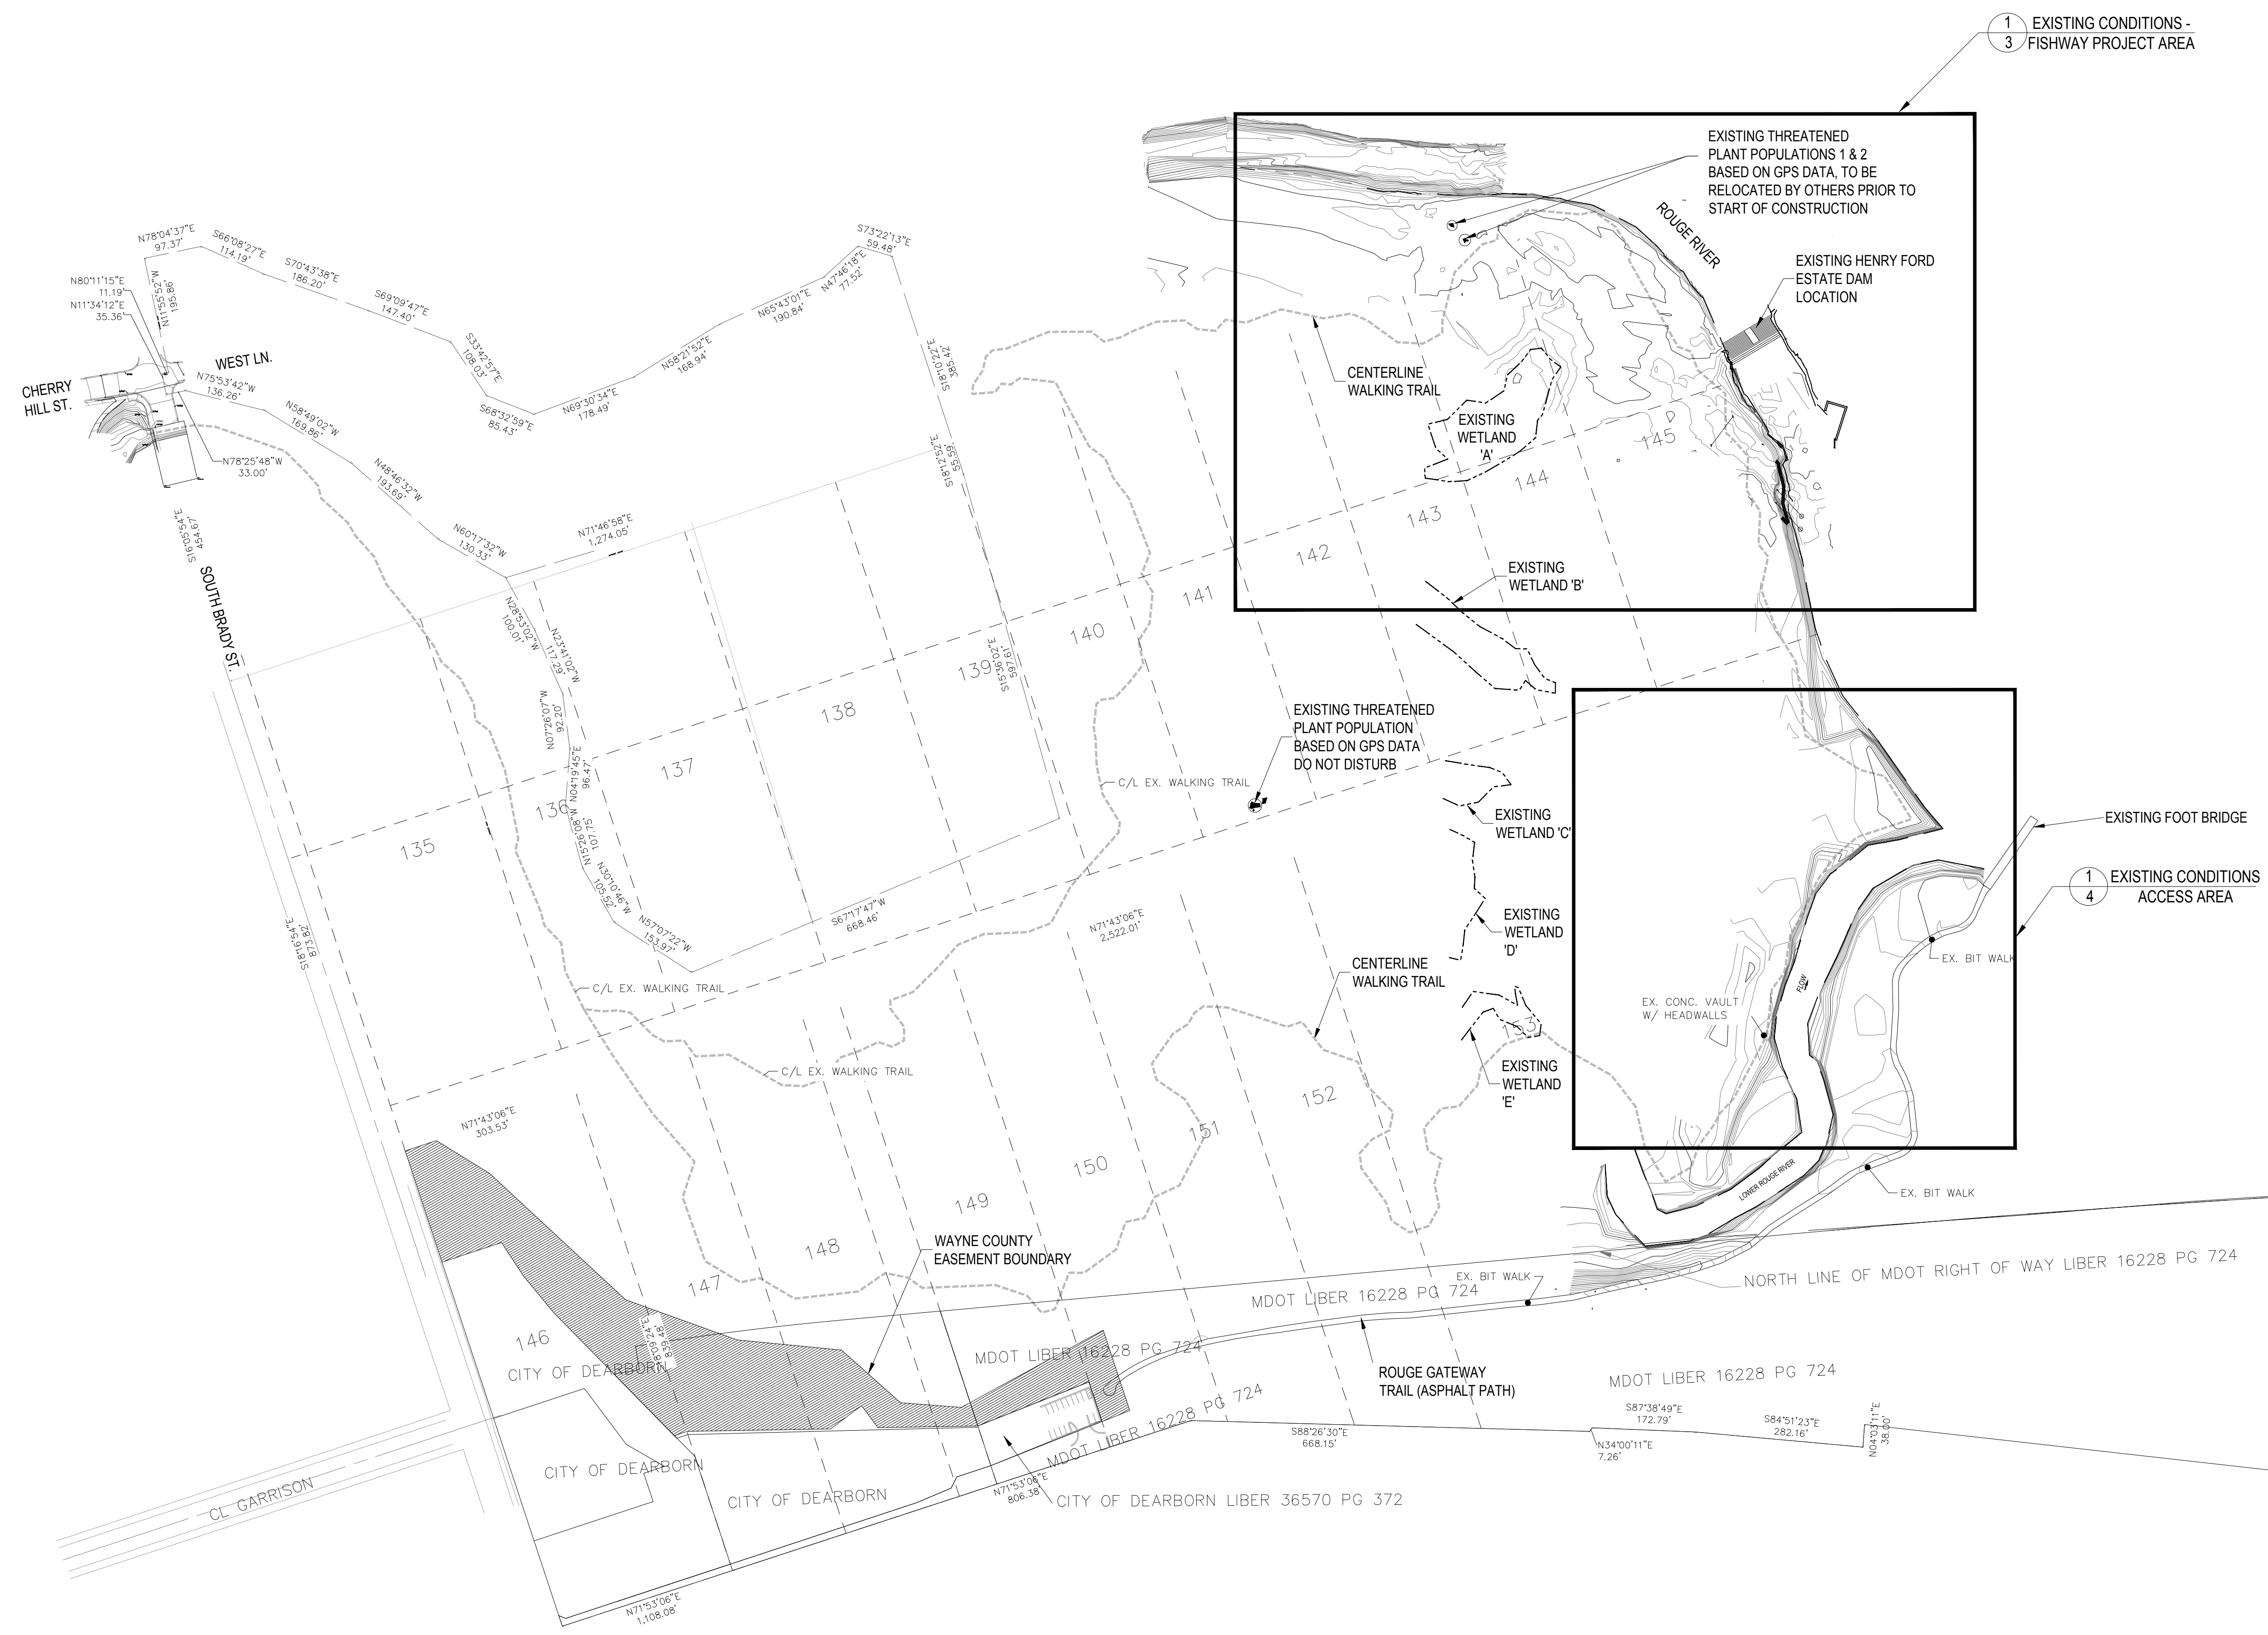 1
3
EXISTING CONDITIONS -
FISHWAY PROJECT AREA
EXISTING THREATENED
PLANT POPULATIONS 1 & 2
BASED ON GPS DATA, TO BE
RELOCATED BY OTHERS PRIOR TO
START OF CONSTRUCTION
ROUGE RIVER
EXISTING HENRY FORD
ESTATE DAM
LOCATION
N78°04'37"E
97.37'
S66°08'27"E
114.19'
S70°43'38"E
186.20'
S69°09'47"E
147.40'
S33°42'57"E
108.03'
S68°32'59"E
85.43'
N69°30'34"E
178.49'
N58°21'52"E
168.94'
N65°43'01"E
190.84'
N47°46'18"E
77.52'
S73°22'13"E
59.48'
S18°10'22"E
385.42'
S18°12'52"E
55.59'
N80°11'15"E
11.19'
N11°34'12"E
35.36'
N11°55'52"W
195.86'
WEST LN.
CHERRY
HILL ST.
N75°53'42"W
136.26'
N58°49'02"W
169.86'
N48°46'32"W
193.69'
N60°17'32"W
130.33'
N78°25'48"W
33.00'
S16°05'54"E
454.67'
SOUTH BRADY ST.
N71°46'58"E
1,274.05'
CENTERLINE
WALKING TRAIL
EXISTING
WETLAND
'A'
145
144
143
142
141
140
139
138
137
136
135
EXISTING
WETLAND 'B'
N28°53'02"W
100.01'
N23°41'02"W
117.29'
N07°26'07"W
92.20'
N04°19'45"E
96.47'
N15°26'08"W
107.75'
N30°10'46"W
105.52'
N57°07'22"W
153.97'
S67°17'47"W
668.46'
S15°36'02"E
597.61'
EXISTING THREATENED
PLANT POPULATION
BASED ON GPS DATA
DO NOT DISTURB
C/L EX. WALKING TRAIL
EXISTING
WETLAND 'C'
EXISTING FOOT BRIDGE
1
4
EXISTING CONDITIONS
ACCESS AREA
EXISTING
WETLAND
'D'
EX. BIT WALK
N71°43'06"E
2,522.01'
S18°16'54"E
873.82'
CENTERLINE
WALKING TRAIL
C/L EX. WALKING TRAIL
FLOW
EX. CONC. VAULT
W/ HEADWALLS
153
C/L EX. WALKING TRAIL
EXISTING
WETLAND
'E'
152
151
150
149
148
147
146
N71°43'06"E
303.53'
LOWER ROUGE RIVER
EX. BIT WALK
WAYNE COUNTY
EASEMENT BOUNDARY
NORTH LINE OF MDOT RIGHT OF WAY LIBER 16228 PG 724
EX. BIT WALK
MDOT LIBER 16228 PG 724
839.48'
CITY OF DEARBORN
MDOT LIBER 16228 PG 724
ROUGE GATEWAY
TRAIL (ASPHALT PATH)
MDOT LIBER 16228 PG 724
MDOT LIBER 16228 PG 724
S88°26'30"E
668.15'
S87°38'49"E
172.79'
N34°00'11"E
7.26'
S84°51'23"E
282.16'
N04°03'11"E
38.00'
CITY OF DEARBORN
CL GARRISON
CITY OF DEARBORN
N71°53'06"E
806.38'
CITY OF DEARBORN LIBER 36570 PG 372
N71°53'06"E
1,108.08'